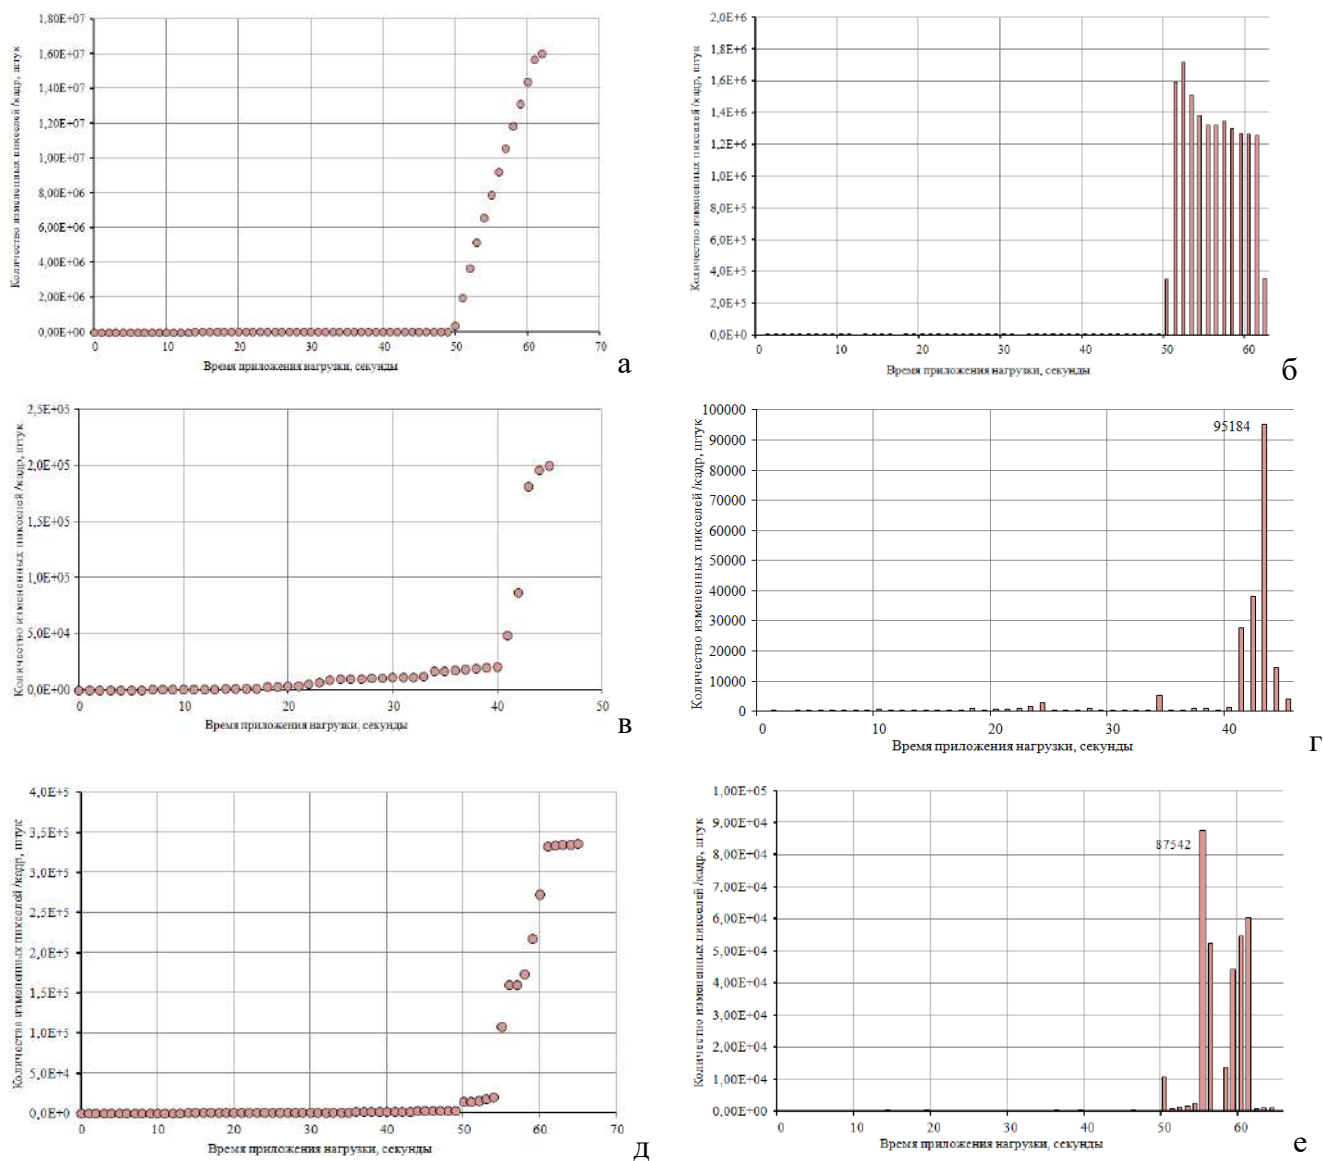 Количество измененных пикселей /кадр, штук
1,80E+07
1,60E+07
1,40E+07
1,20E+07
1,00E+07
8,00E+06
6,00E+06
4,00E+06
2,00E+06
0,00E+00
0 10 20 30 40 50 60 70
Время приложения нагрузки, секунды
а
Количество измененных пикселей /кадр, штук
2,0E+6
1,8E+6
1,6E+6
1,4E+6
1,2E+6
1,0E+6
8,0E+5
6,0E+5
4,0E+5
2,0E+5
0,0E+0
0 10 20 30 40 50 60
Время приложения нагрузки, секунды
б
Количество измененных пикселей /кадр, штук
2,5E+05
2,0E+05
1,5E+05
1,0E+05
5,0E+04
0,0E+00
0 10 20 30 40 50
Время приложения нагрузки, секунды
в
Количество измененных пикселей /кадр, штук
100000
90000
80000
70000
60000
50000
40000
30000
20000
10000
0
95184
0 10 20 30 40
Время приложения нагрузки, секунды
г
Количество измененных пикселей /кадр, штук
4,0E+5
3,5E+5
3,0E+5
2,5E+5
2,0E+5
1,5E+5
1,0E+5
5,0E+4
0,0E+0
0 10 20 30 40 50 60 70
Время приложения нагрузки, секунды
д
Количество измененных пикселей /кадр, штук
1,00E+05
9,00E+04
8,00E+04
7,00E+04
6,00E+04
5,00E+04
4,00E+04
3,00E+04
2,00E+04
1,00E+04
0,00E+00
87542
0 10 20 30 40 50 60
Время приложения нагрузки, секунды
е